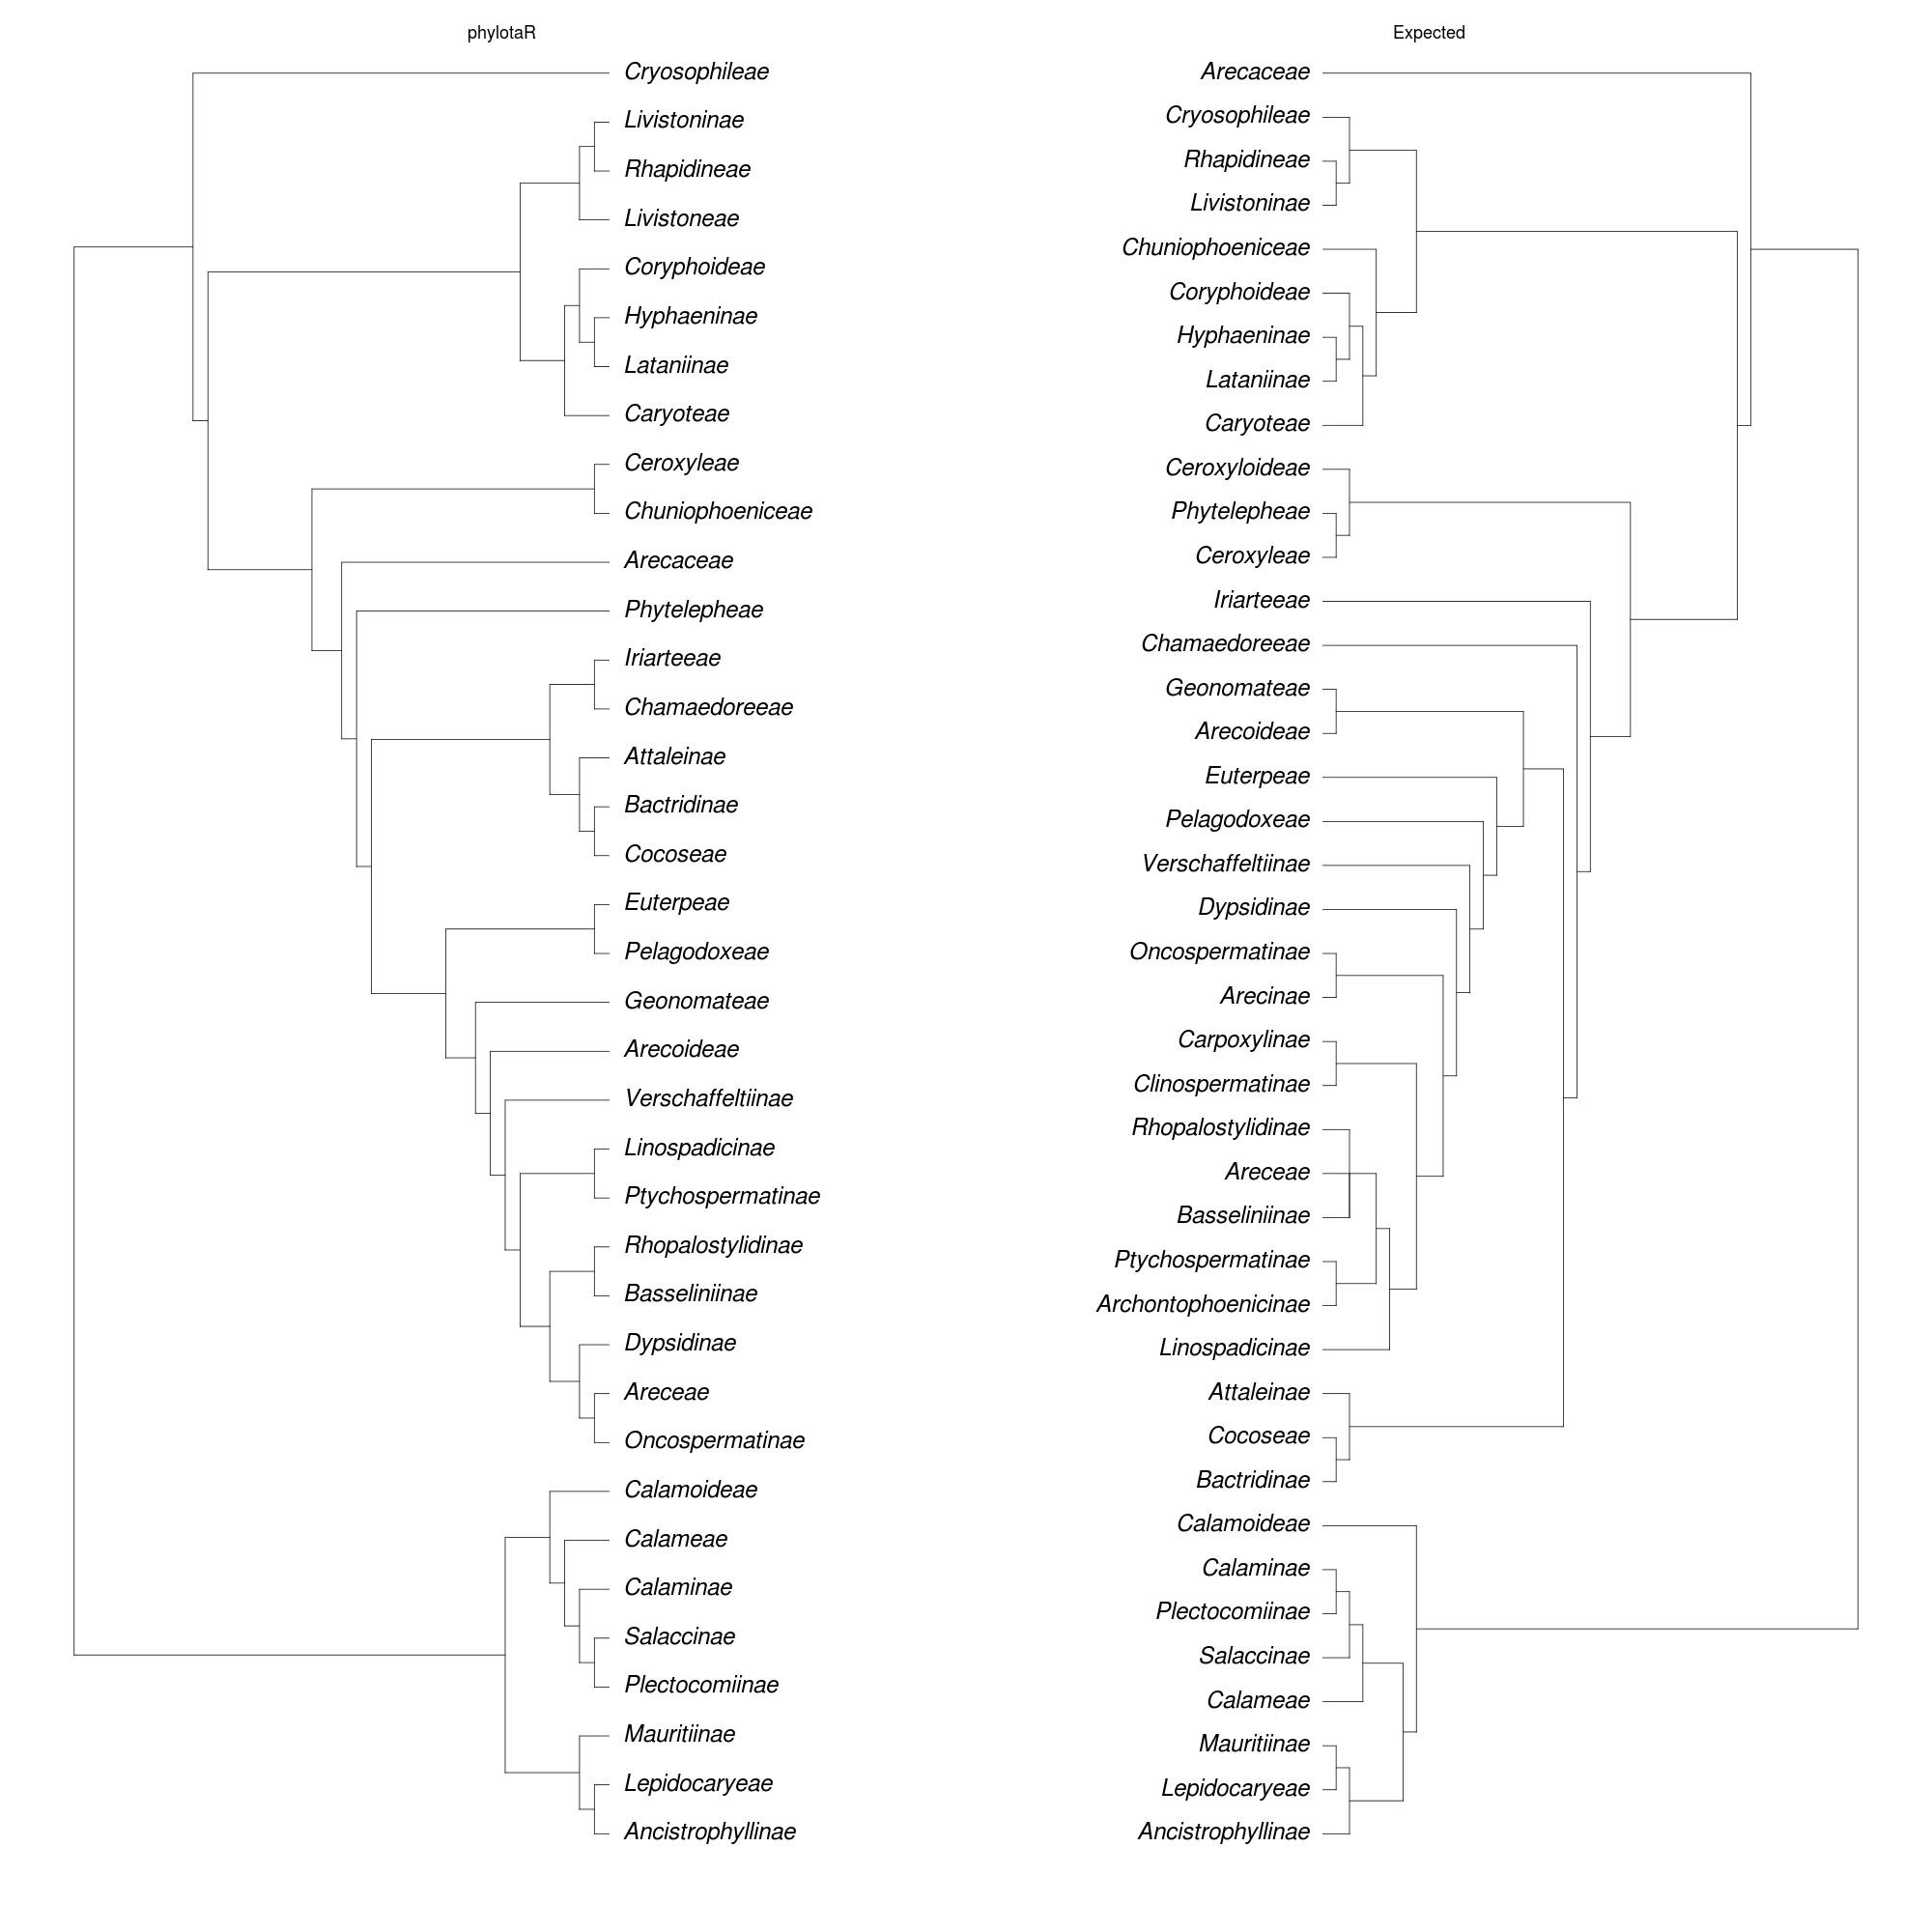 phylotaR
Cryosophileae
Livistoninae
Rhapidineae
Livistoneae
Coryphoideae
Hyphaeninae
Lataniinae
Caryoteae
Ceroxyleae
Chuniophoeniceae
Arecaceae
Phytelepheae
Iriarteeae
Chamaedoreeae
Attaleinae
Bactridinae
Cocoseae
Euterpeae
Pelagodoxeae
Geonomateae
Arecoideae
Verschaffeltiinae
Linospadicinae
Ptychospermatinae
Rhopalostylidinae
Basseliniinae
Dypsidinae
Areceae
Oncospermatinae
Calamoideae
Calameae
Calaminae
Salaccinae
Plectocomiinae
Mauritiinae
Lepidocaryeae
Ancistrophyllinae
Expected
Arecaceae
Cryosophileae
Rhapidineae
Livistoninae
Chuniophoeniceae
Coryphoideae
Hyphaeninae
Lataniinae
Caryoteae
Ceroxyloideae
Phytelepheae
Ceroxyleae
Iriarteeae
Chamaedoreeae
Geonomateae
Arecoideae
Euterpeae
Pelagodoxeae
Verschaffeltiinae
Dypsidinae
Oncospermatinae
Arecinae
Carpoxylinae
Clinospermatinae
Rhopalostylidinae
Areceae
Basseliniinae
Ptychospermatinae
Archontophoenicinae
Linospadicinae
Attaleinae
Cocoseae
Bactridinae
Calamoideae
Calaminae
Plectocomiinae
Salaccinae
Calameae
Mauritiinae
Lepidocaryeae
Ancistrophyllinae